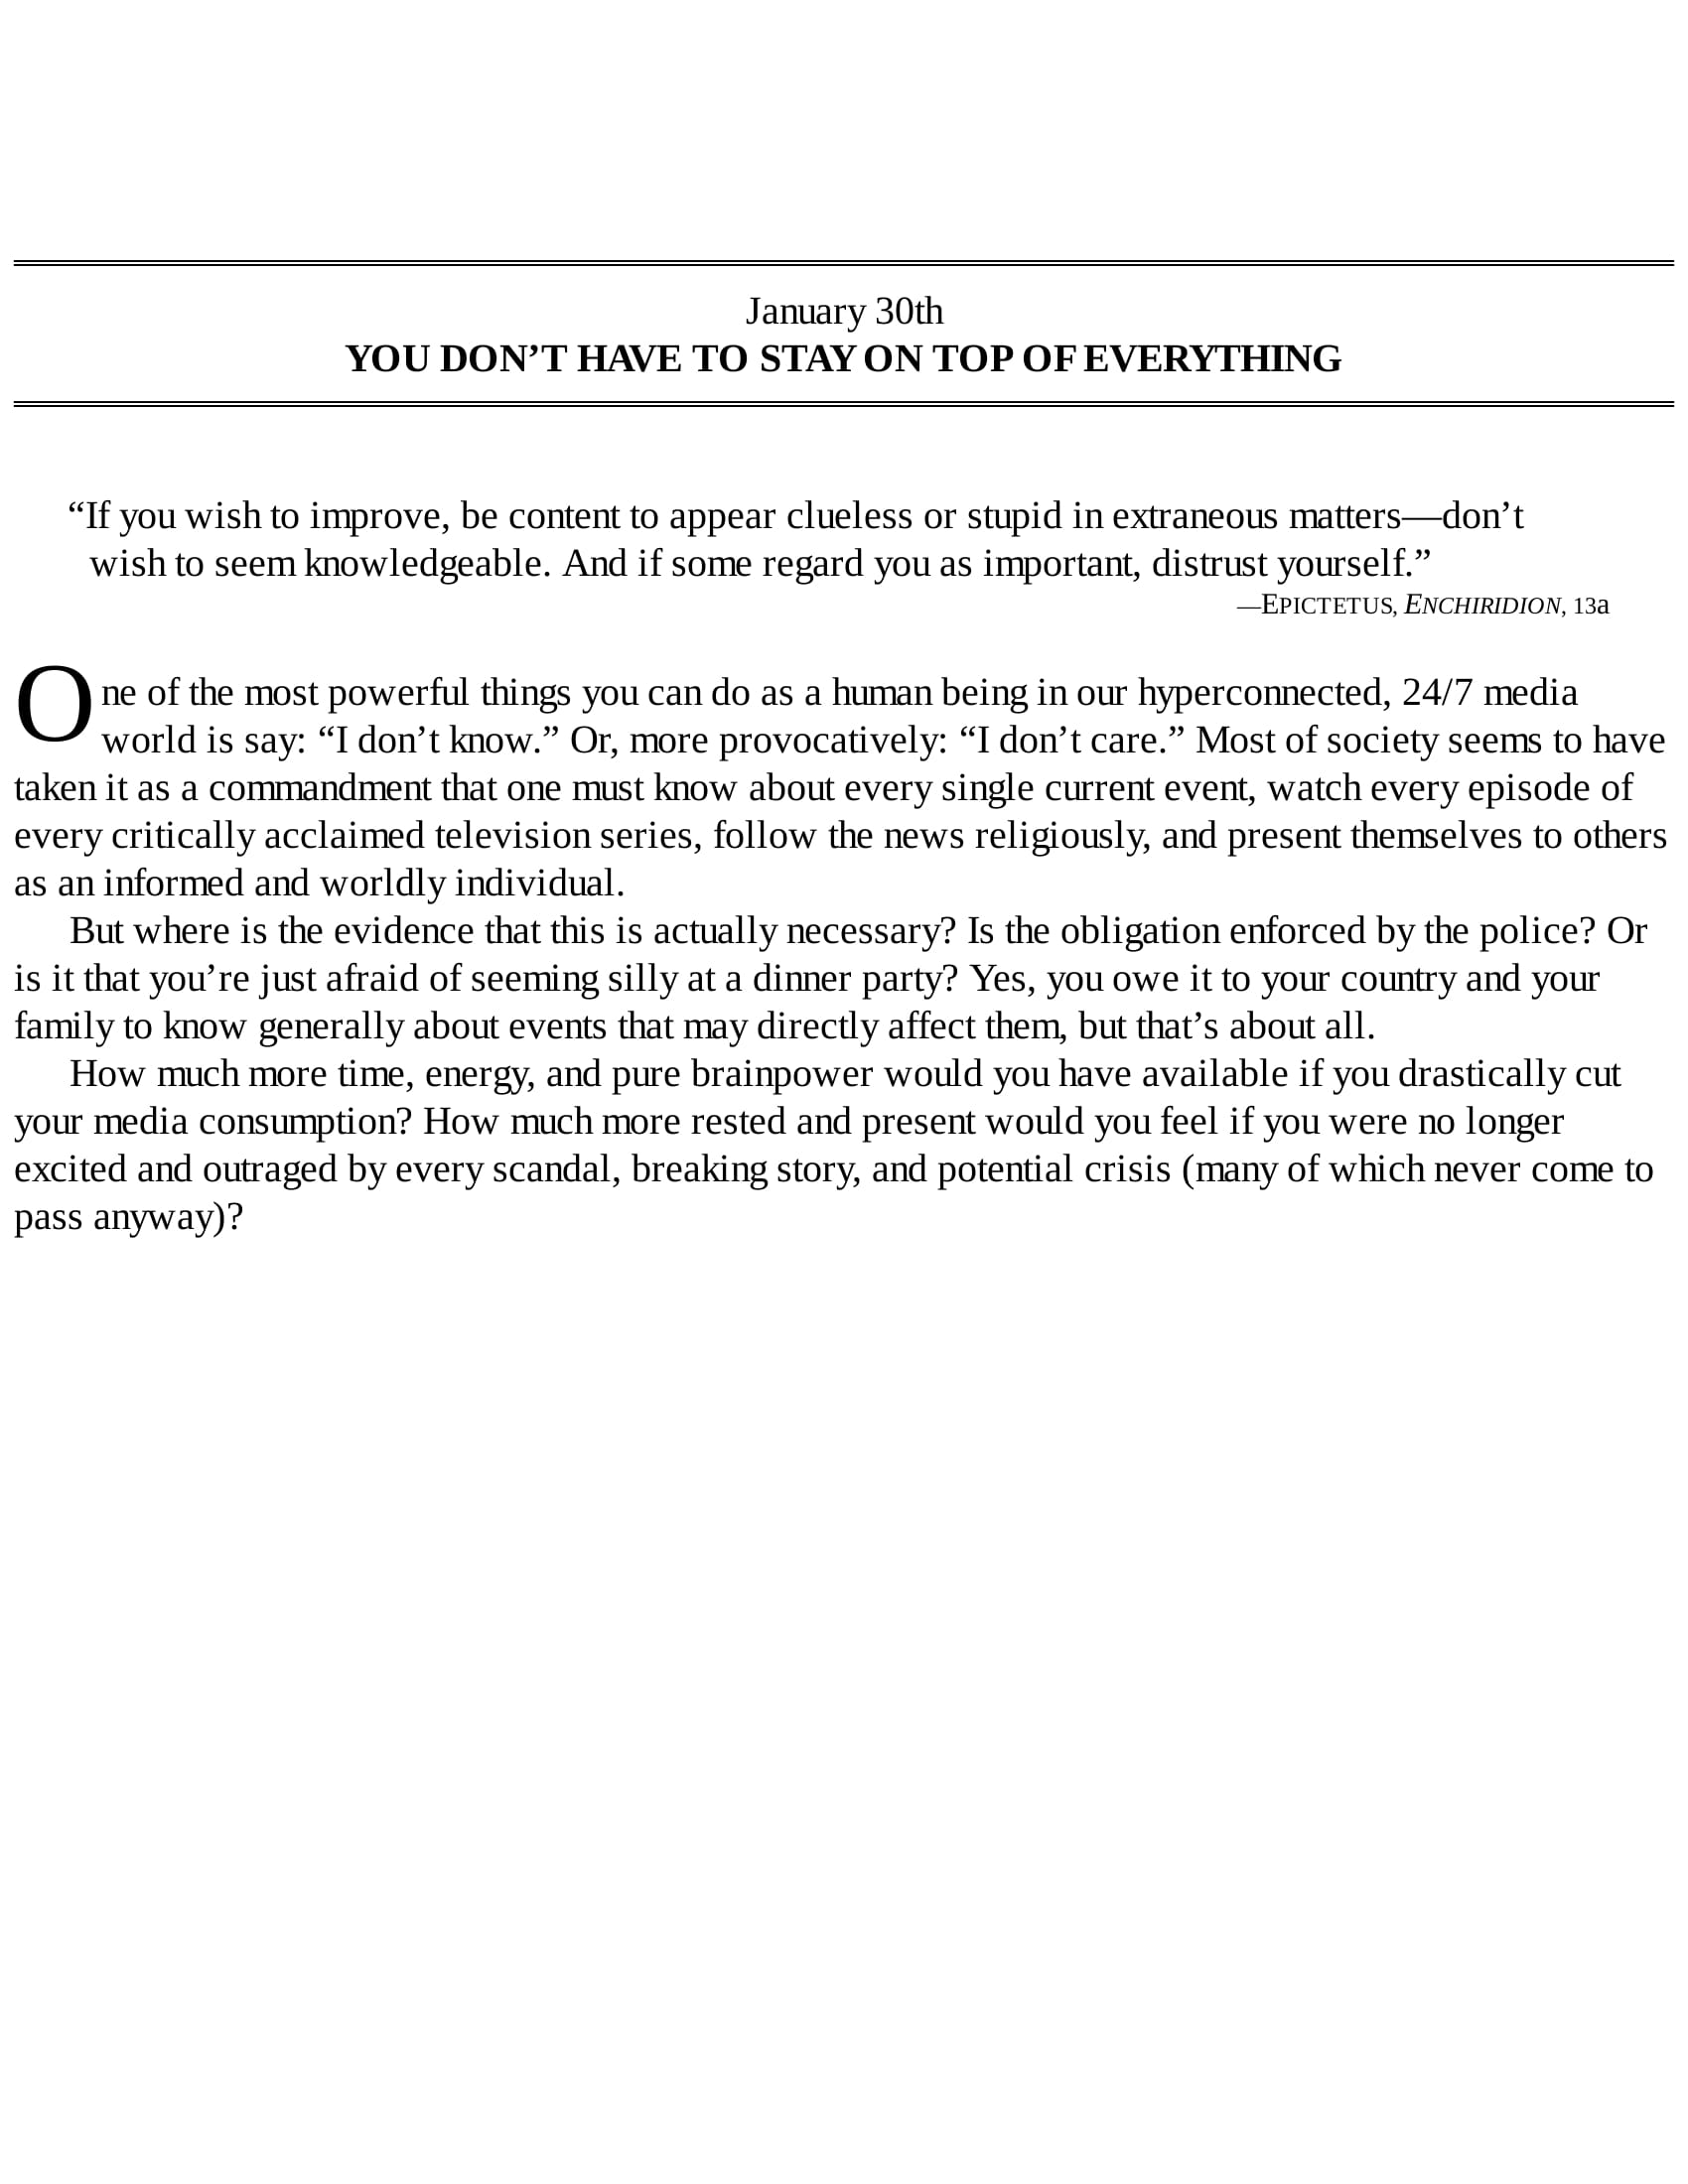 January 30th
YOU DON’T HAVE TO STAY ON TOP OF EVERYTHING
“If you wish to improve, be content to appear clueless or stupid in extraneous matters—don’t
wish to seem knowledgeable. And if some regard you as important, distrust yourself.”
—EPICTETUS, ENCHIRIDION, 13a
One of the most powerful things you can do as a human being in our hyperconnected, 24/7 media
world is say: “I don’t know.” Or, more provocatively: “I don’t care.” Most of society seems to have
taken it as a commandment that one must know about every single current event, watch every episode of
every critically acclaimed television series, follow the news religiously, and present themselves to others
as an informed and worldly individual.
But where is the evidence that this is actually necessary? Is the obligation enforced by the police? Or
is it that you’re just afraid of seeming silly at a dinner party? Yes, you owe it to your country and your
family to know generally about events that may directly affect them, but that’s about all.
How much more time, energy, and pure brainpower would you have available if you drastically cut
your media consumption? How much more rested and present would you feel if you were no longer
excited and outraged by every scandal, breaking story, and potential crisis (many of which never come to
pass anyway)?